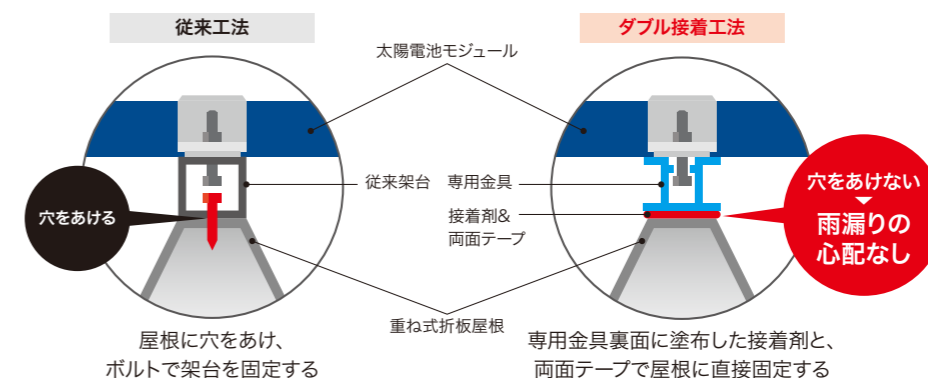 従来工法
ダブル接着工法
太陽電池モジュール
従来架台
専用金具
接着剤&
両面テープ
重ね式折板屋根
穴をあける
穴をあけない
雨漏りの
心配なし
屋根に穴をあけ、
ボルトで架台を固定する
専用金具裏面に塗布した接着剤と、
両面テープで屋根に直接固定する